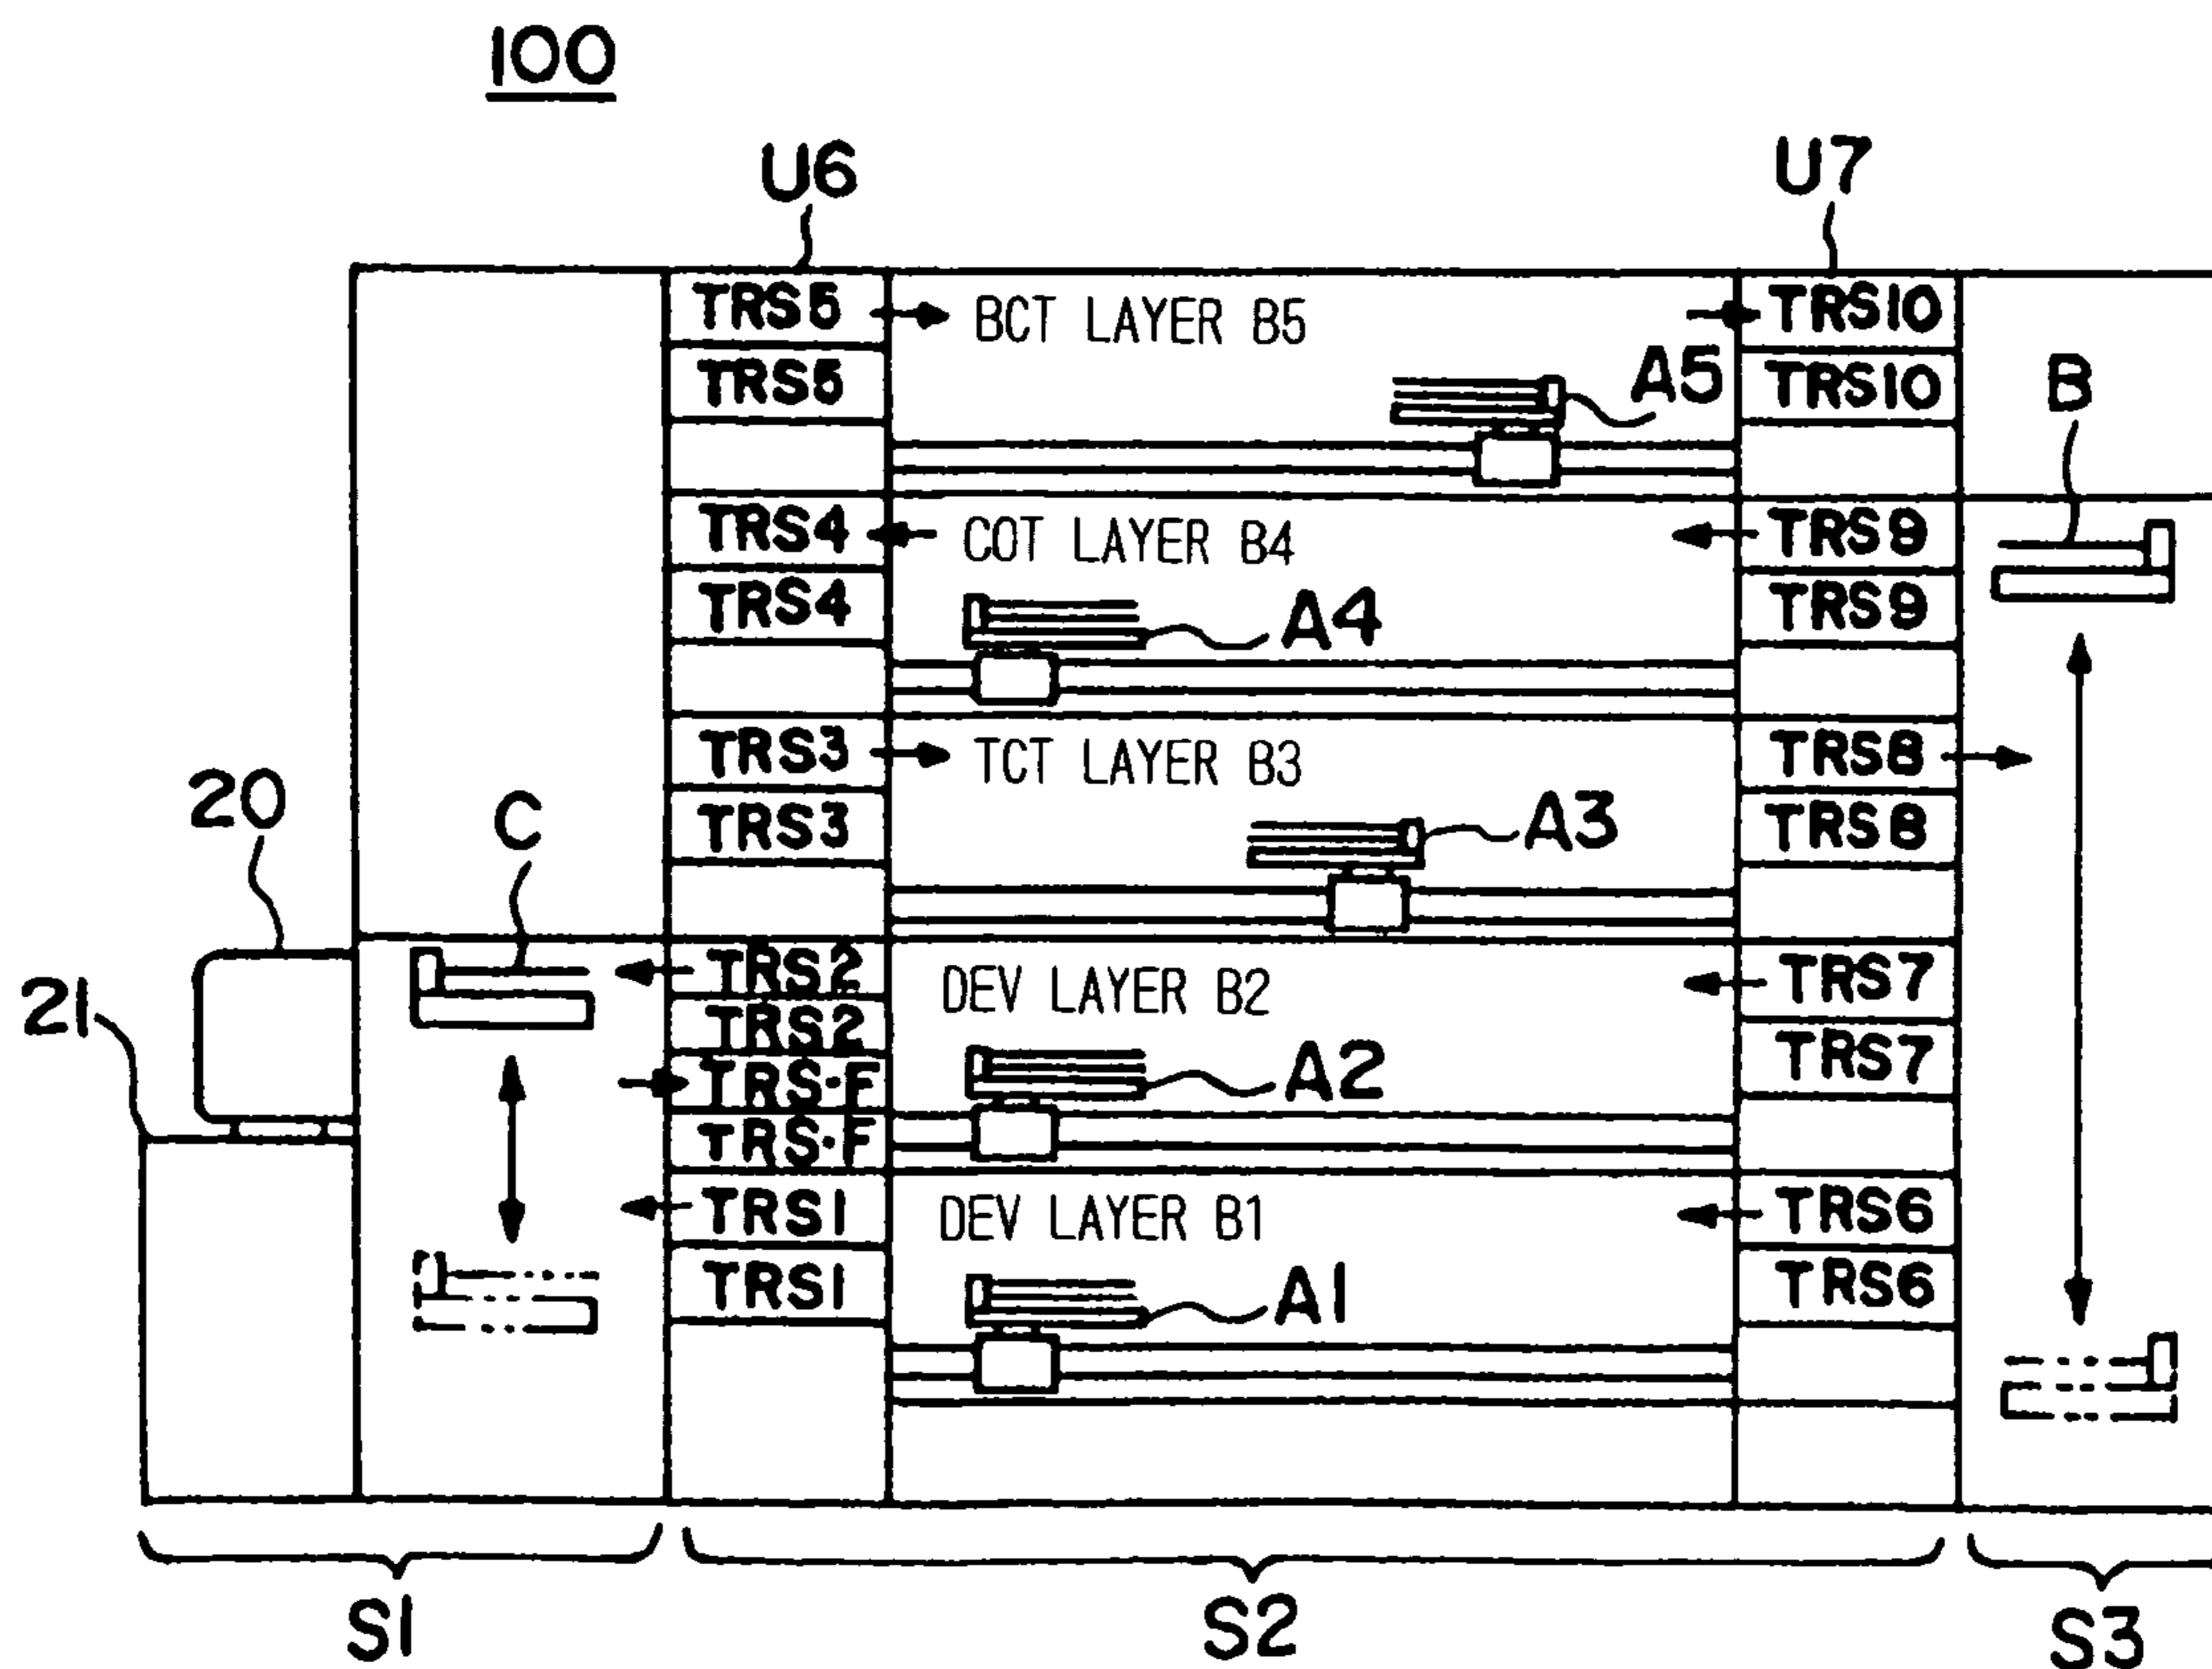 100
U6 U7
TRS5 BCT LAYER B5 TRS10
TRS5 A5 TRS10 B
TRS4 COT LAYER B4 TRS9
TRS4 A4 TRS9
TRS3 TCT LAYER B3 TRS8
20 C TRS3 A3 TRS8
21 TRS2 DEV LAYER B2 TRS7
TRS2 TRS7
TRS·F A2
TRS·F
TRS1 DEV LAYER B1 TRS6
TRS1 A1 TRS6
S1 S2 S3